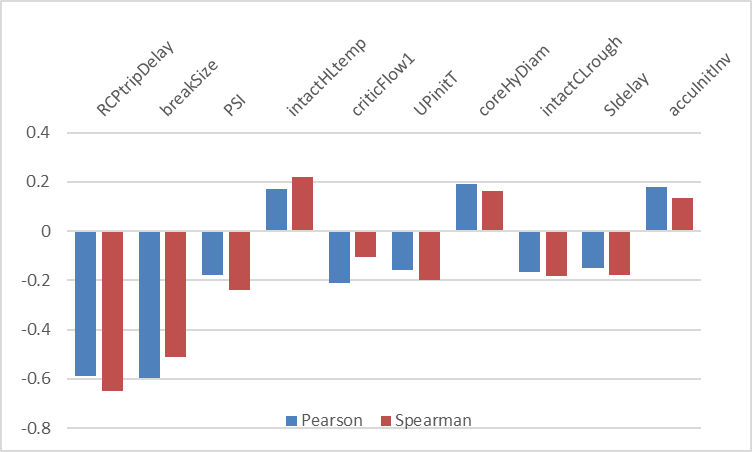 RCPtripDelay
breakSize
PSI
intactHLtemp
criticFlow1
UPinitT
coreHyDiam
intactCLrough
SIdelay
accuInitInv
0.4
0.2
0
-0.2
-0.4
-0.6
-0.8
Pearson
Spearman